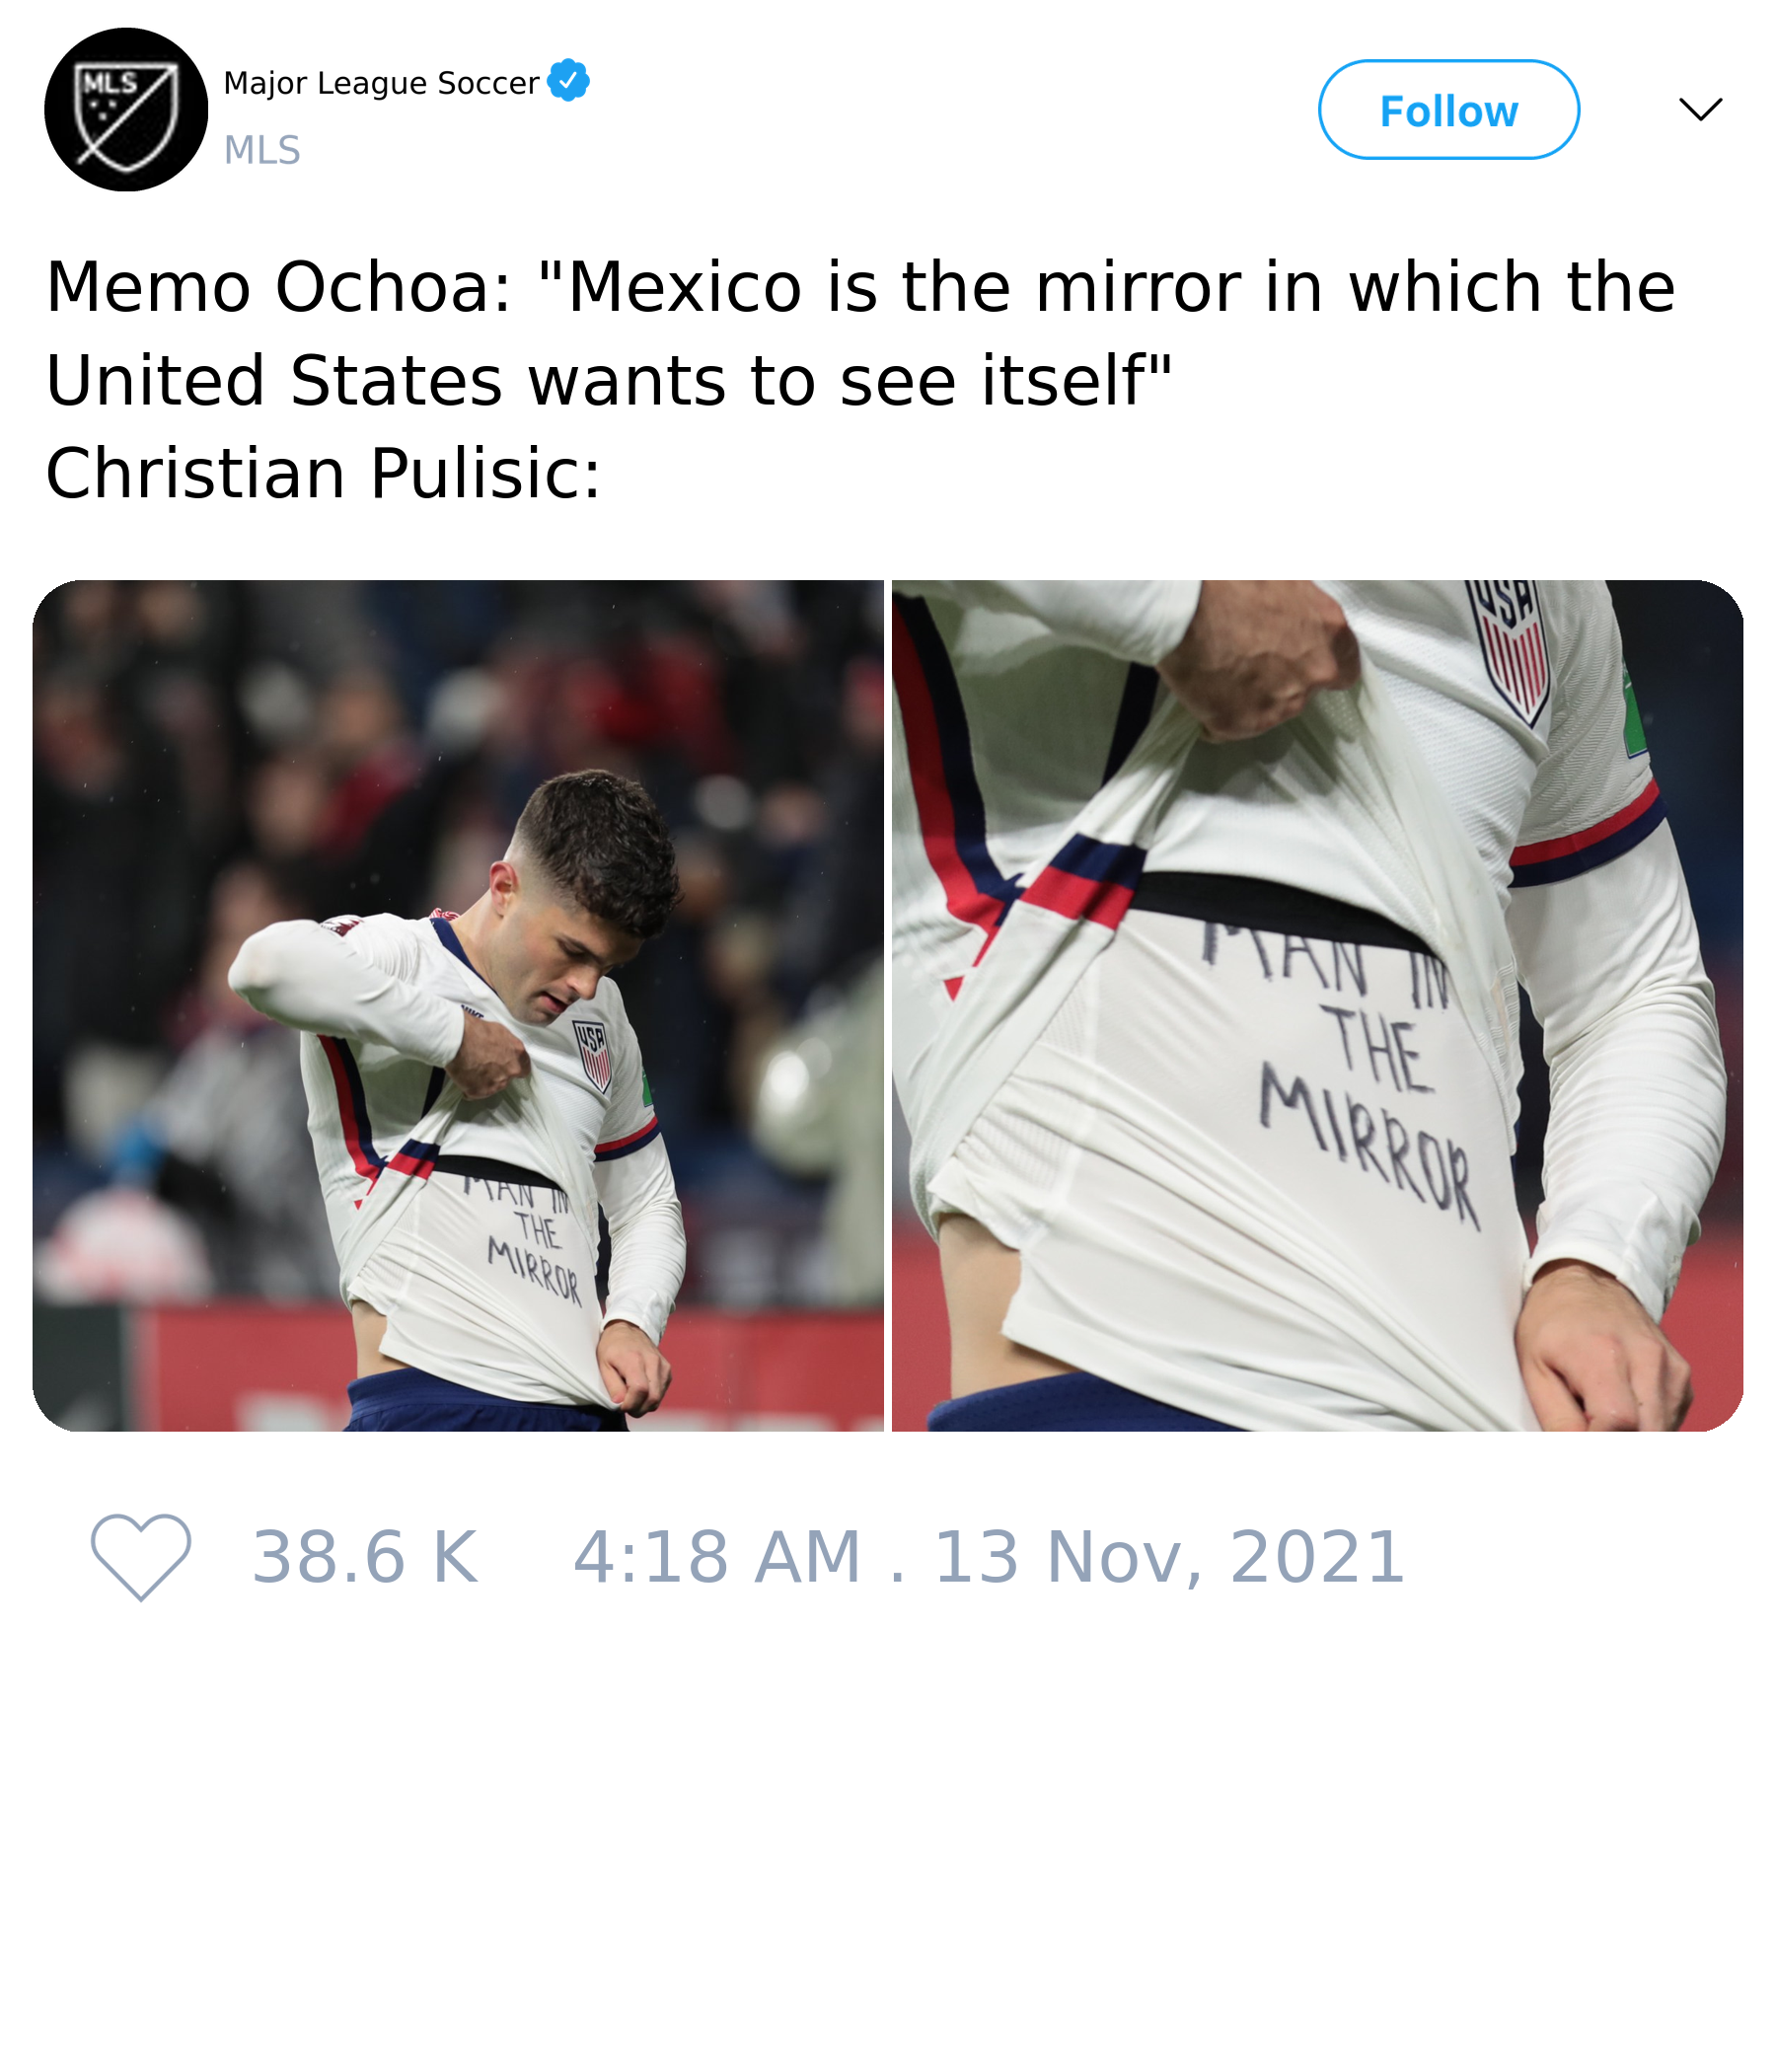 MLS
Major League Soccer
MLS
Follow
Memo Ochoa: "Mexico is the mirror in which the
United States wants to see itself"
Christian Pulisic:
USA
MAN IN
THE
MIRROR
USA
MAN IN
THE
MIRROR
38.6 K
4:18 AM . 13 Nov, 2021